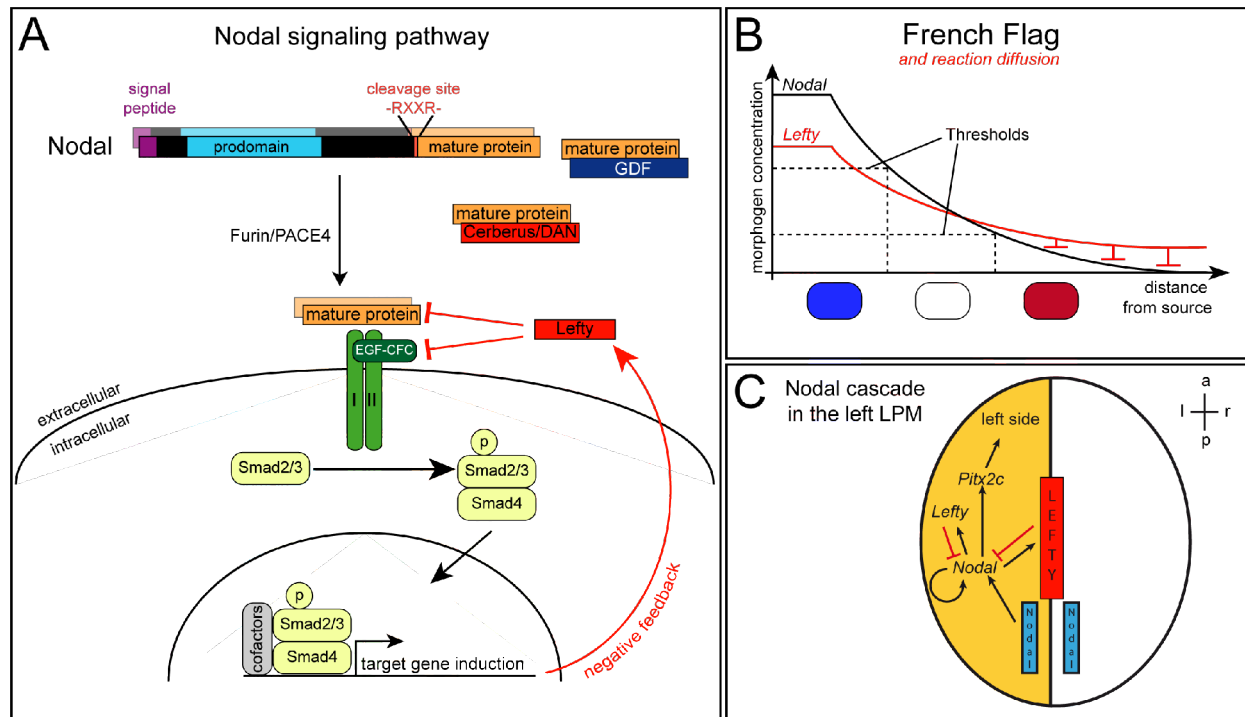 A
Nodal signaling pathway
signal
peptide
cleavage site
-RXXR-
Nodal
prodomain
mature protein
mature protein
GDF
mature protein
Cerberus/DAN
Furin/PACE4
mature protein
Lefty
EGF-CFC
I
II
extracellular
intracellular
Smad2/3
p
Smad2/3
Smad4
negative feedback
cofactors
p
Smad2/3
Smad4
target gene induction
B
French Flag
and reaction diffusion
morphogen concentration
Nodal
Lefty
Thresholds
distance
from source
C
Nodal cascade
in the left LPM
a
l
r
p
left side
Pitx2c
Lefty
Nodal
LEFTY
Nodal
Nodal